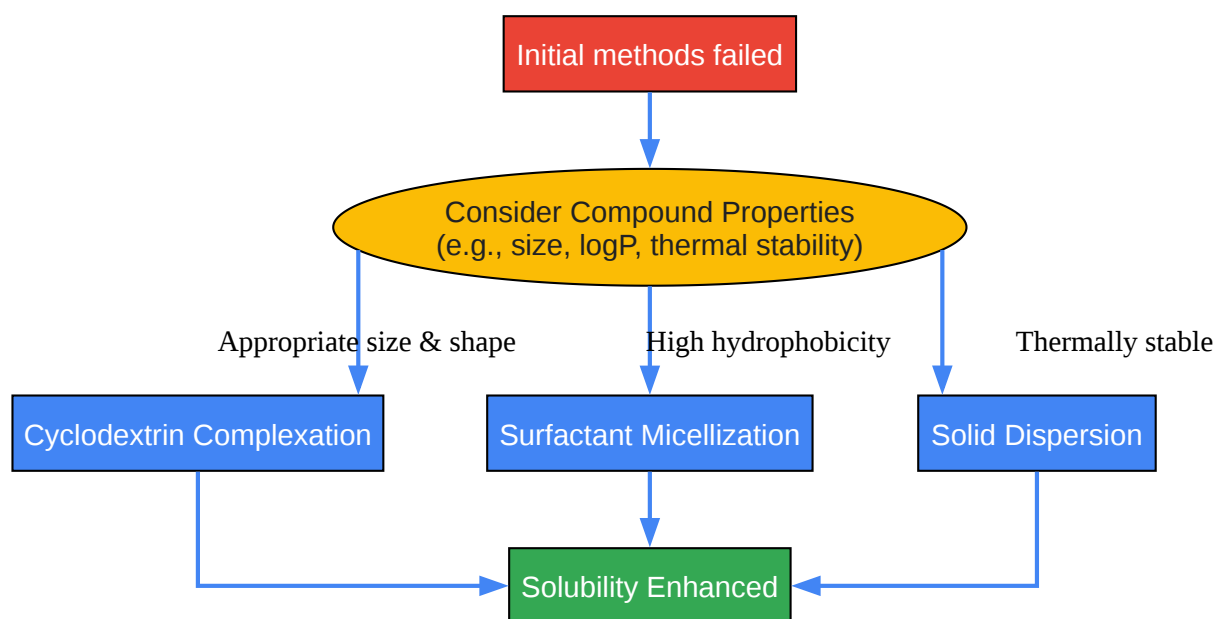 Initial methods failed
Consider Compound Properties
(e.g., size, logP, thermal stability)
Appropriate size & shape
High hydrophobicity
Thermally stable
Cyclodextrin Complexation
Surfactant Micellization
Solid Dispersion
Solubility Enhanced